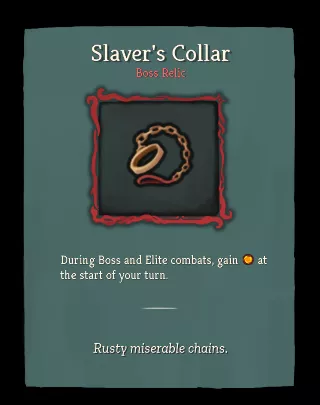 Slaver's Collar
Boss Relic
During Boss and Elite combats, gain at
the start of your turn.
Rusty miserable chains.